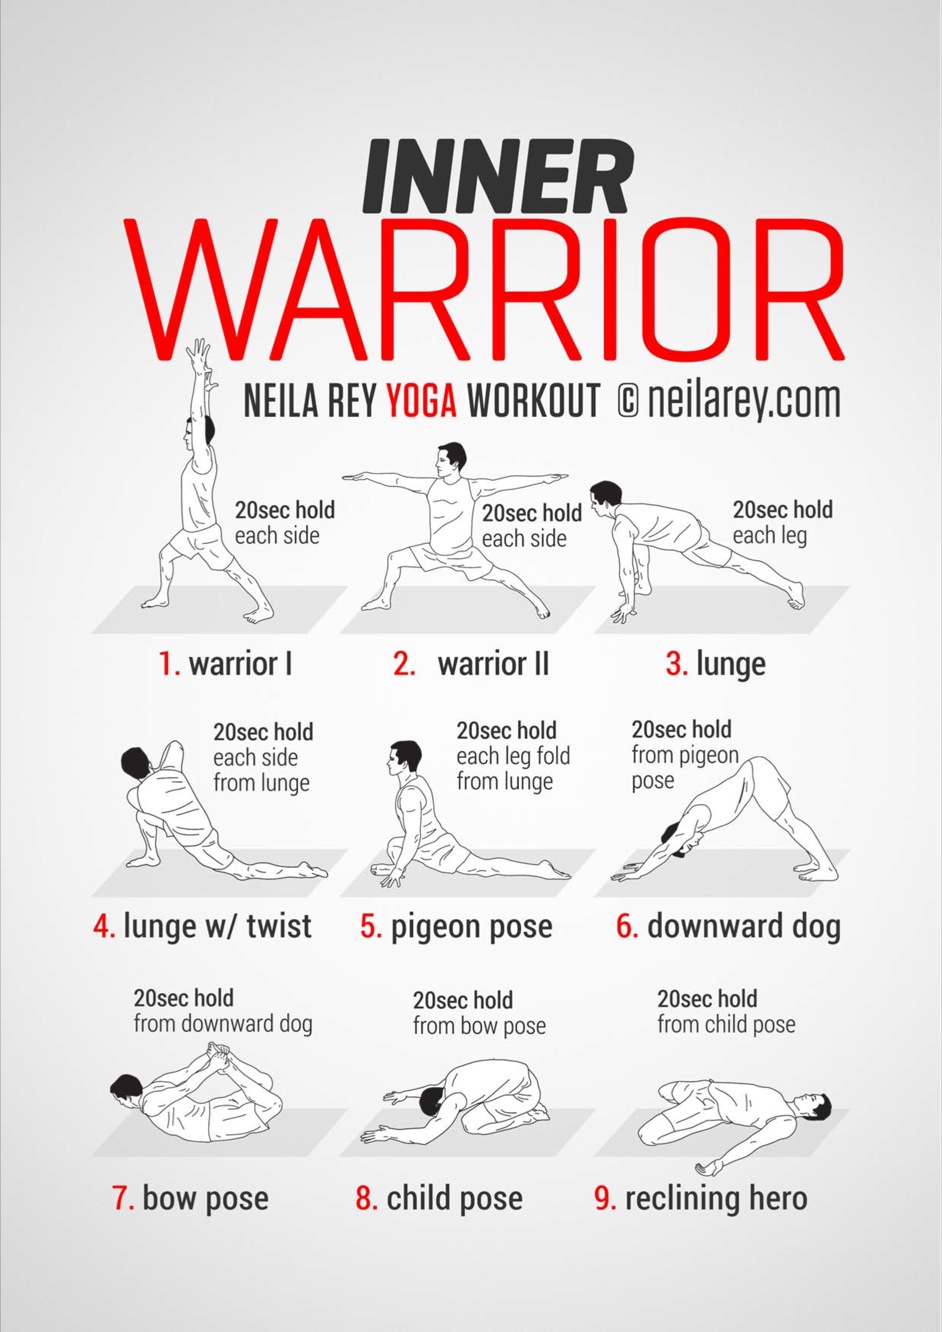 INNER
WARRIOR
NEILA REY YOGA WORKOUT © neilarey.com
20sec hold
each side
1. warrior I
20sec hold
each side
2. warrior II
20sec hold
each leg
3. lunge
20sec hold
each side
from lunge
4. lunge w/ twist
20sec hold
each leg fold
from lunge
5. pigeon pose
20sec hold
from pigeon
pose
6. downward dog
20sec hold
from downward dog
7. bow pose
20sec hold
from bow pose
8. child pose
20sec hold
from child pose
9. reclining hero